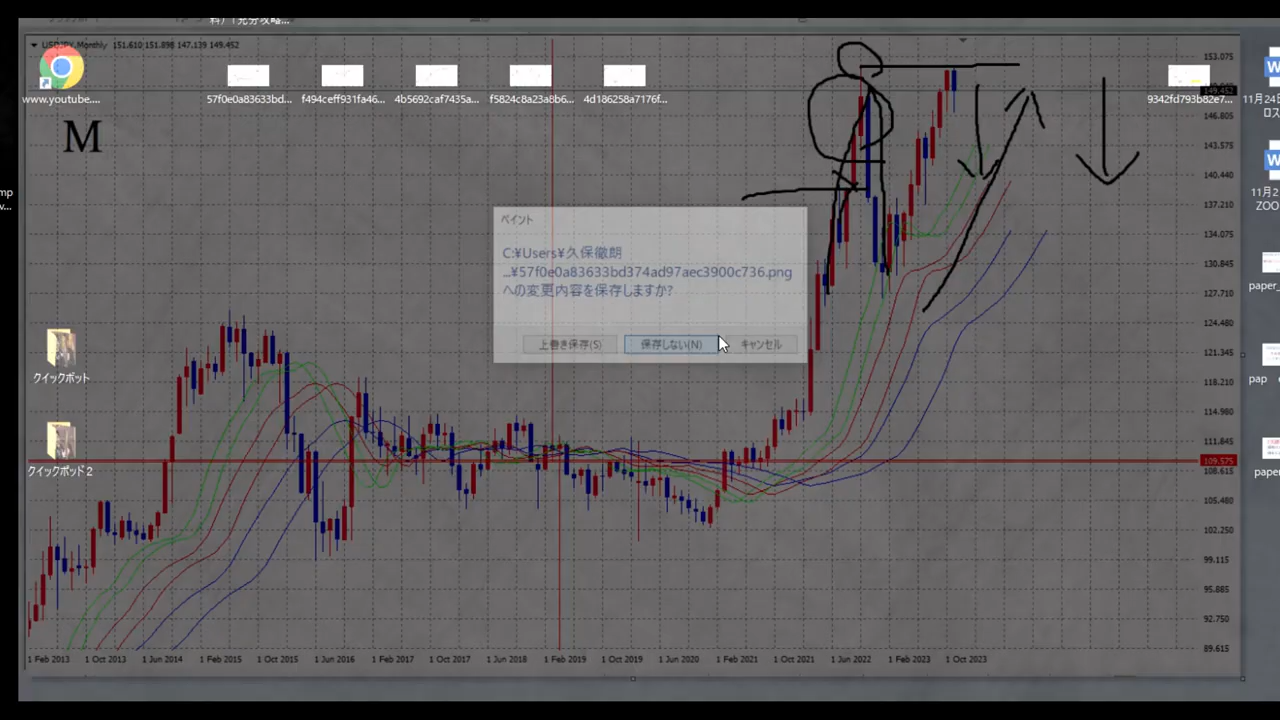 USDJPY,Monthly 151.610 151.898 147.139 149.452
www.youtube....
57f0e0a83633bd...
f494ceff931fa46...
4b5692caf7435a...
f5824c8a23a8b6...
4d186258a7176f...
9342fd793b82e7...
11月24日
ロス
M
W
W
11月2
ZOO
paper_
pap
paper
クイックポット
クイックポッド2
ペイント
C:¥Users¥久保徹朗
...¥57f0e0a83633bd374ad97aec3900c736.png
への変更内容を保存しますか?
上書き保存(S)
保存しない(N)
キャンセル
153.075
149.452
146.805
143.575
140.440
137.210
134.075
130.845
127.710
124.480
121.345
118.210
114.980
111.845
109.575
108.615
105.480
102.250
99.115
95.885
92.750
89.615
1 Feb 2013
1 Oct 2013
1 Jun 2014
1 Feb 2015
1 Oct 2015
1 Jun 2016
1 Feb 2017
1 Oct 2017
1 Jun 2018
1 Feb 2019
1 Oct 2019
1 Jun 2020
1 Feb 2021
1 Oct 2021
1 Jun 2022
1 Feb 2023
1 Oct 2023